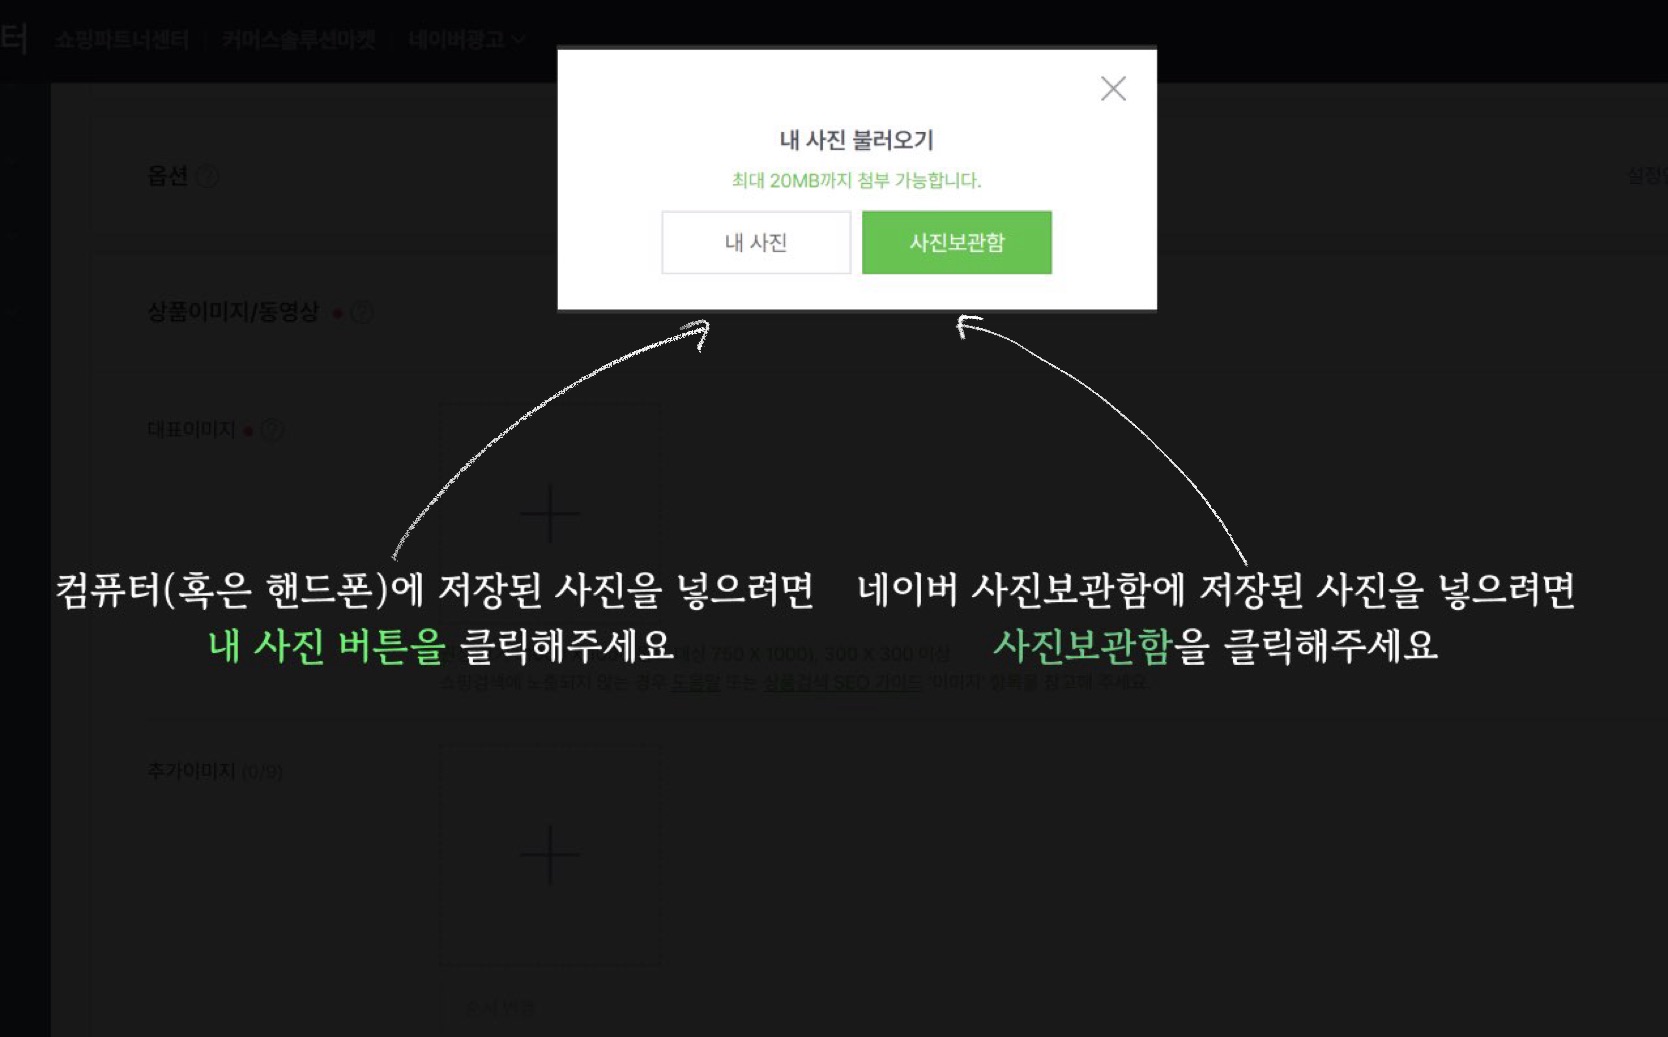 터 쇼핑파트너센터 커머스솔루션마켓 네이버광고
내 사진 불러오기
최대 20MB까지 첨부 가능합니다.
내 사진 사진보관함
옵션
상품이미지/동영상
대표이미지
컴퓨터(혹은 핸드폰)에 저장된 사진을 넣으려면
내 사진 버튼을 클릭해주세요
네이버 사진보관함에 저장된 사진을 넣으려면
사진보관함을 클릭해주세요
750 X 1000), 300 X 300 이상
쇼핑검색에 노출되지 않는 경우 도움말 또는 상품검색 SEO 가이드 '이미지' 항목을 참고해 주세요.
추가이미지 (0/9)